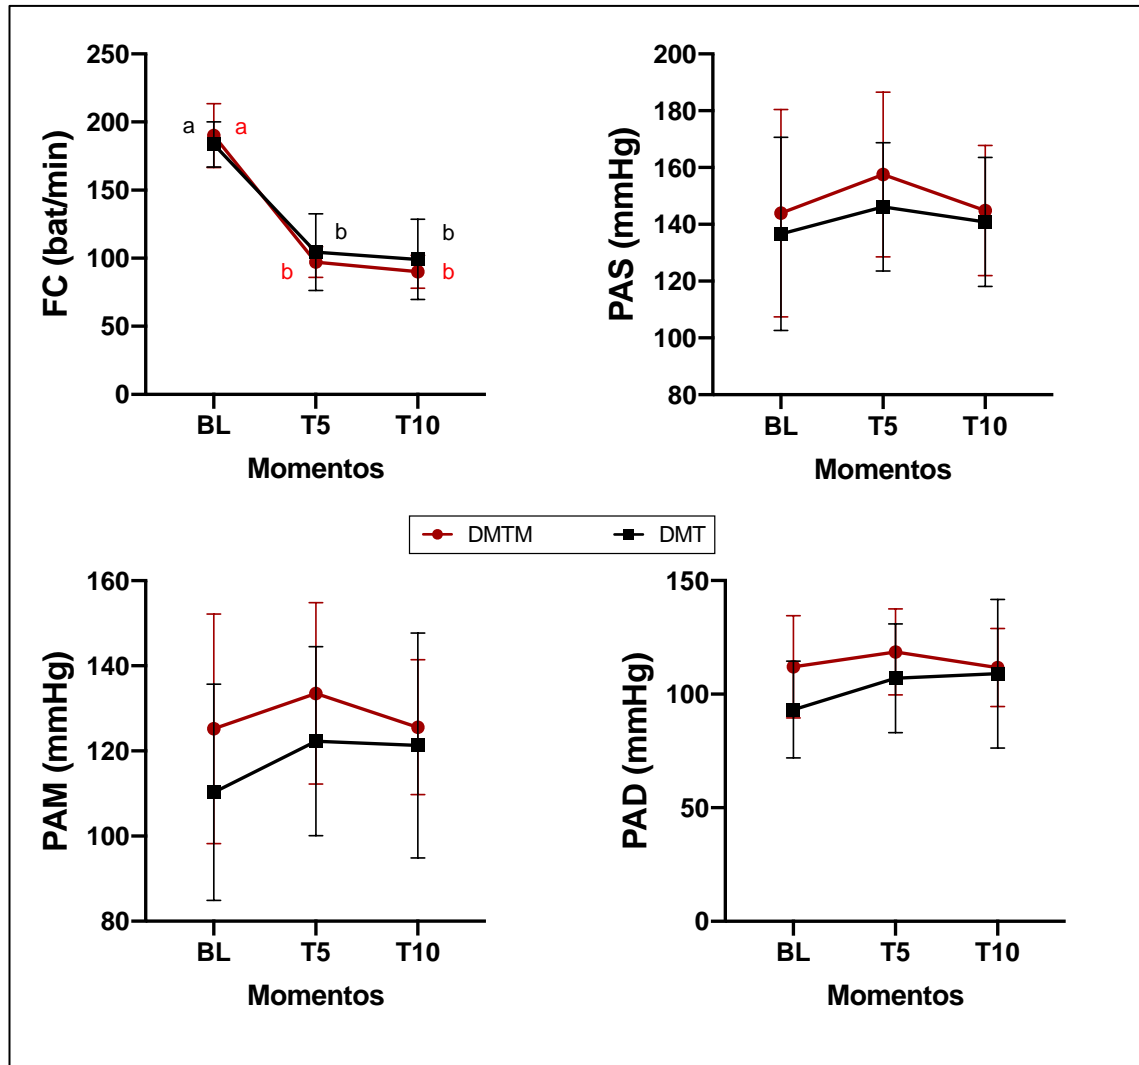 FC (bat/min)
250
200
150
100
50
0
a
a
b
b
b
b
BL T5 T10
Momentos
PAS (mmHg)
200
180
160
140
120
100
80
BL T5 T10
Momentos
DMTM DMT
PAM (mmHg)
160
140
120
100
80
BL T5 T10
Momentos
PAD (mmHg)
150
100
50
0
BL T5 T10
Momentos